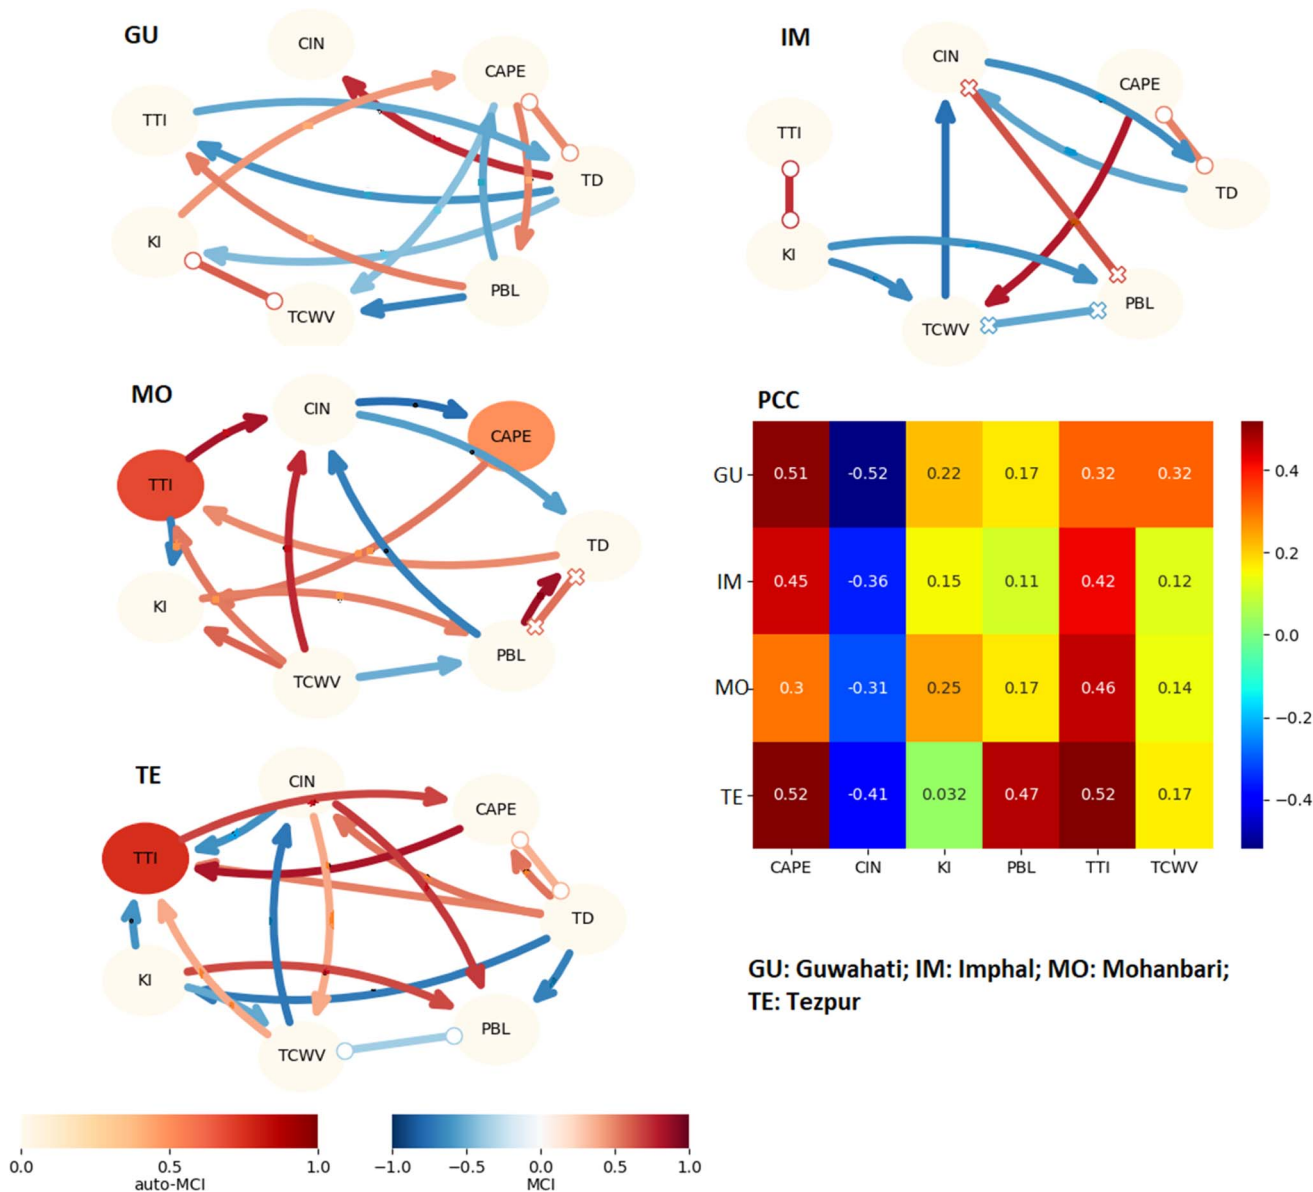 GU
CIN
CAPE
TTI
TD
KI
PBL
TCWV
IM
CIN
CAPE
TTI
TD
KI
PBL
TCWV
MO
CIN
CAPE
TTI
TD
KI
PBL
TCWV
PCC
GU 0.51 -0.52 0.22 0.17 0.32 0.32
IM 0.45 -0.36 0.15 0.11 0.42 0.12
MO 0.3 -0.31 0.25 0.17 0.46 0.14
TE 0.52 -0.41 0.032 0.47 0.52 0.17
CAPE CIN KI PBL TTI TCWV
0.4
0.2
0.0
−0.2
−0.4
TE
CIN
CAPE
TTI
TD
KI
PBL
TCWV
GU: Guwahati; IM: Imphal; MO: Mohanbari;
TE: Tezpur
0.0 0.5 1.0
auto-MCI
−1.0 −0.5 0.0 0.5 1.0
MCI